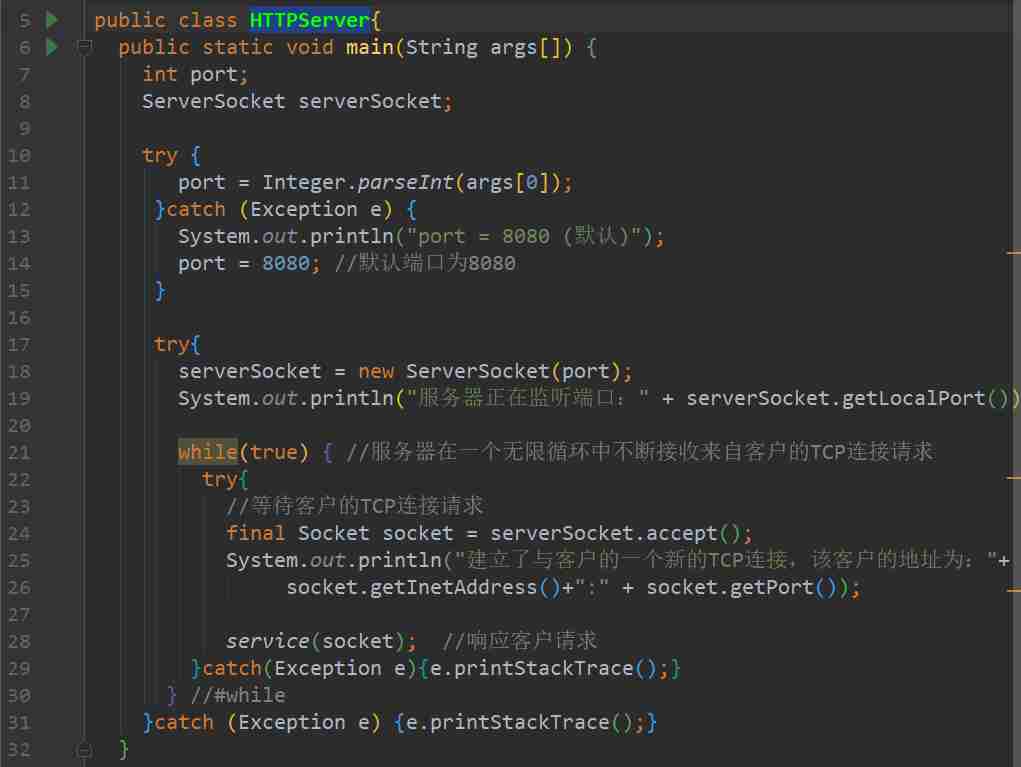 5 public class HTTPServer{
6 public static void main(String args[]) {
7 int port;
8 ServerSocket serverSocket;
9
10 try {
11 port = Integer.parseInt(args[0]);
12 }catch (Exception e) {
13 System.out.println("port = 8080 (默认)");
14 port = 8080; //默认端口为8080
15 }
16
17 try{
18 serverSocket = new ServerSocket(port);
19 System.out.println("服务器正在监听端口：" + serverSocket.getLocalPort())
20
21 while(true) { //服务器在一个无限循环中不断接收来自客户的TCP连接请求
22 try{
23 //等待客户的TCP连接请求
24 final Socket socket = serverSocket.accept();
25 System.out.println("建立了与客户的一个新的TCP连接，该客户的地址为："+
26 socket.getInetAddress()+":" + socket.getPort());
27
28 service(socket); //响应客户请求
29 }catch(Exception e){e.printStackTrace();}
30 } //#while
31 }catch (Exception e) {e.printStackTrace();}
32 }